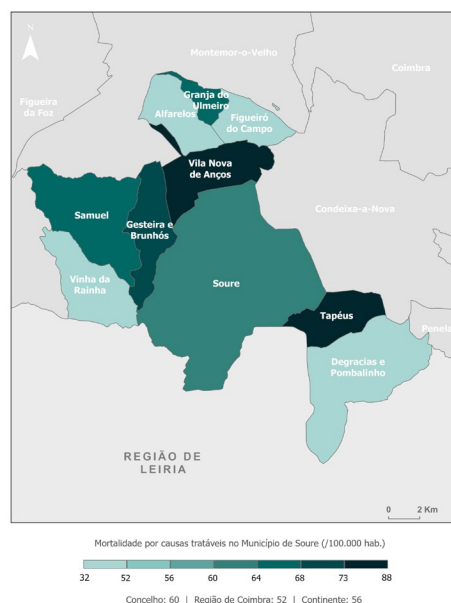 N
Montemor-o-Velho
Coimbra
Figueira
da Foz
Granja do
Ulmeiro
Alfarelos
Figueiró
do Campo
Vila Nova
de Anços
Condeixa-a-Nova
Samuel
Gesteira e
Brunhós
Vinha da
Rainha
Soure
Tapéus
Penela
Degracias e
Pombalinho
REGIÃO DE
LEIRIA
0 2 Km
Mortalidade por causas tratáveis no Município de Soure (/100.000 hab.)
32 52 56 60 64 68 73 88
Concelho: 60 | Região de Coimbra: 52 | Continente: 56